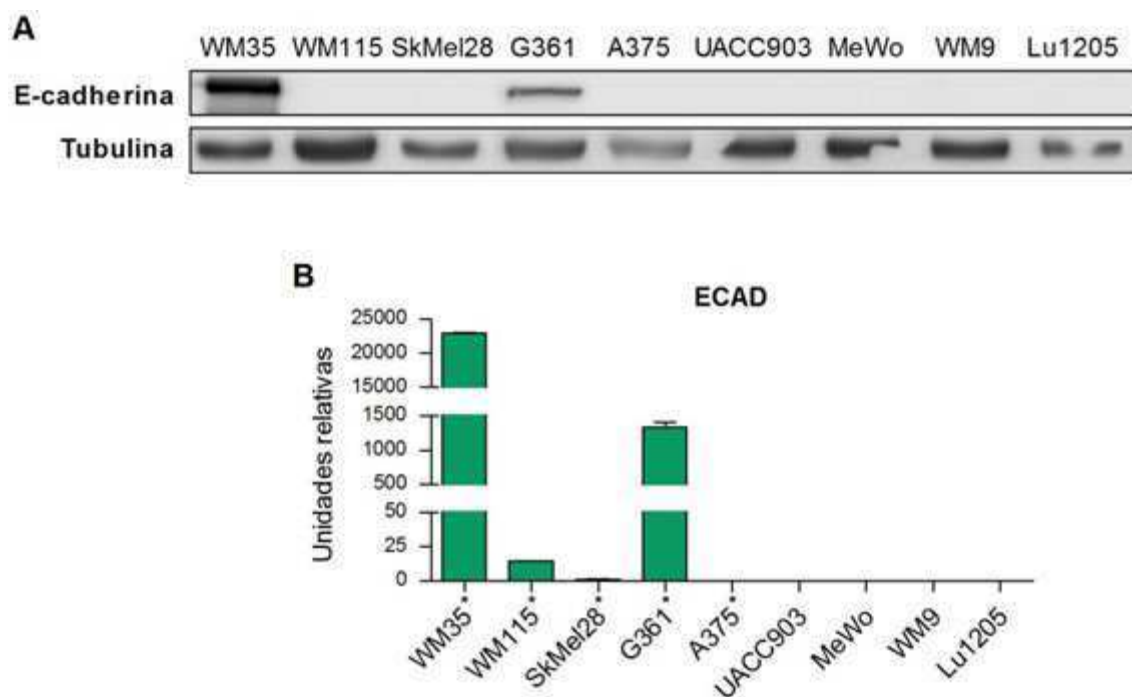 A
WM35 WM115 SkMel28 G361 A375 UACC903 MeWo WM9 Lu1205
E-cadherina
Tubulina
B
ECAD
Unidades relativas
25000
20000
15000
1500
1000
500
50
25
0
WM35* WM115* SkMel28* G361* A375* UACC903 MeWo WM9 Lu1205